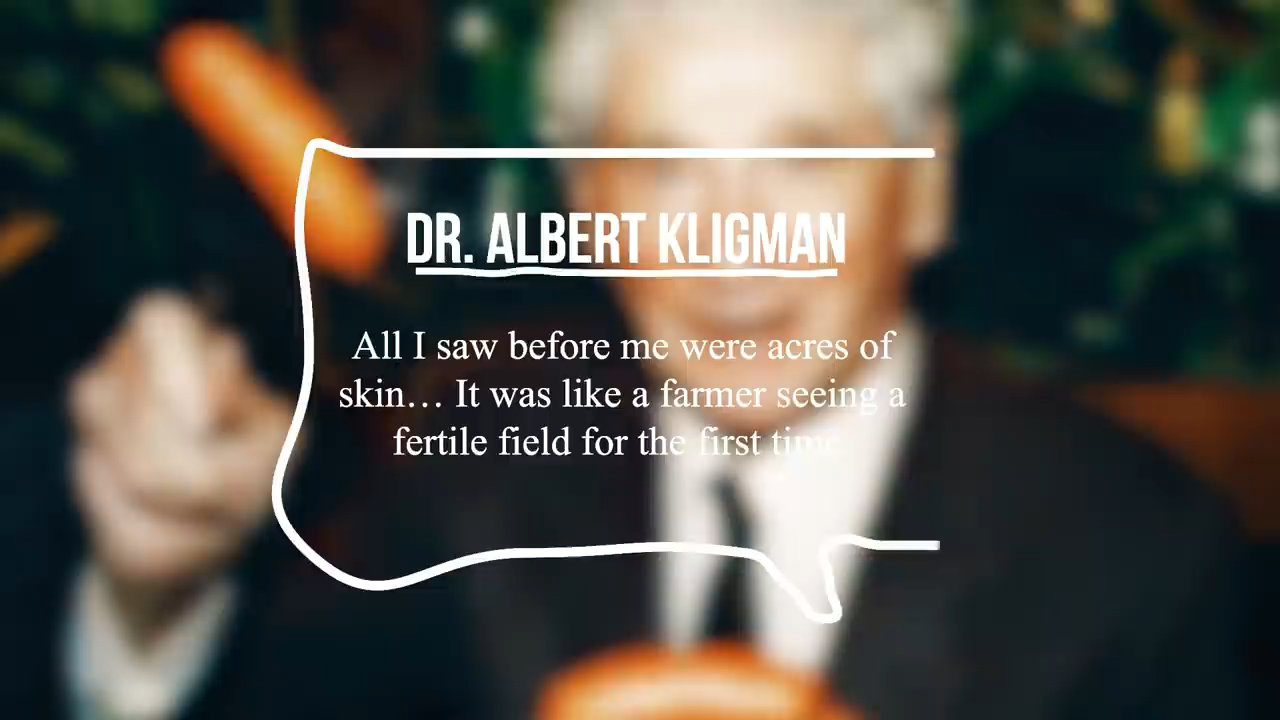 DR. ALBERT KLIGMAN
All I saw before me were acres of
skin… It was like a farmer seeing a
fertile field for the first time